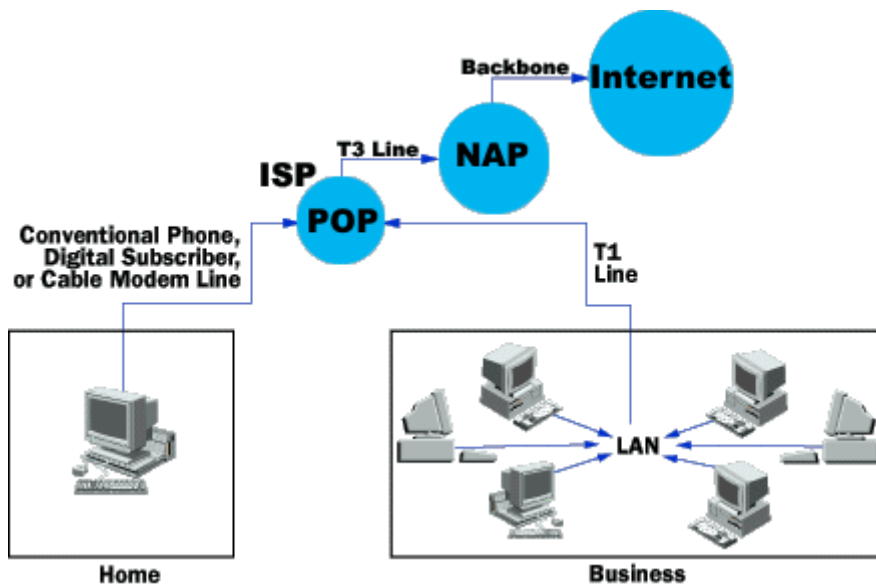 Backbone
Internet
T3 Line
NAP
ISP
POP
Conventional Phone,
Digital Subscriber,
or Cable Modem Line
T1
Line
LAN
Home
Business